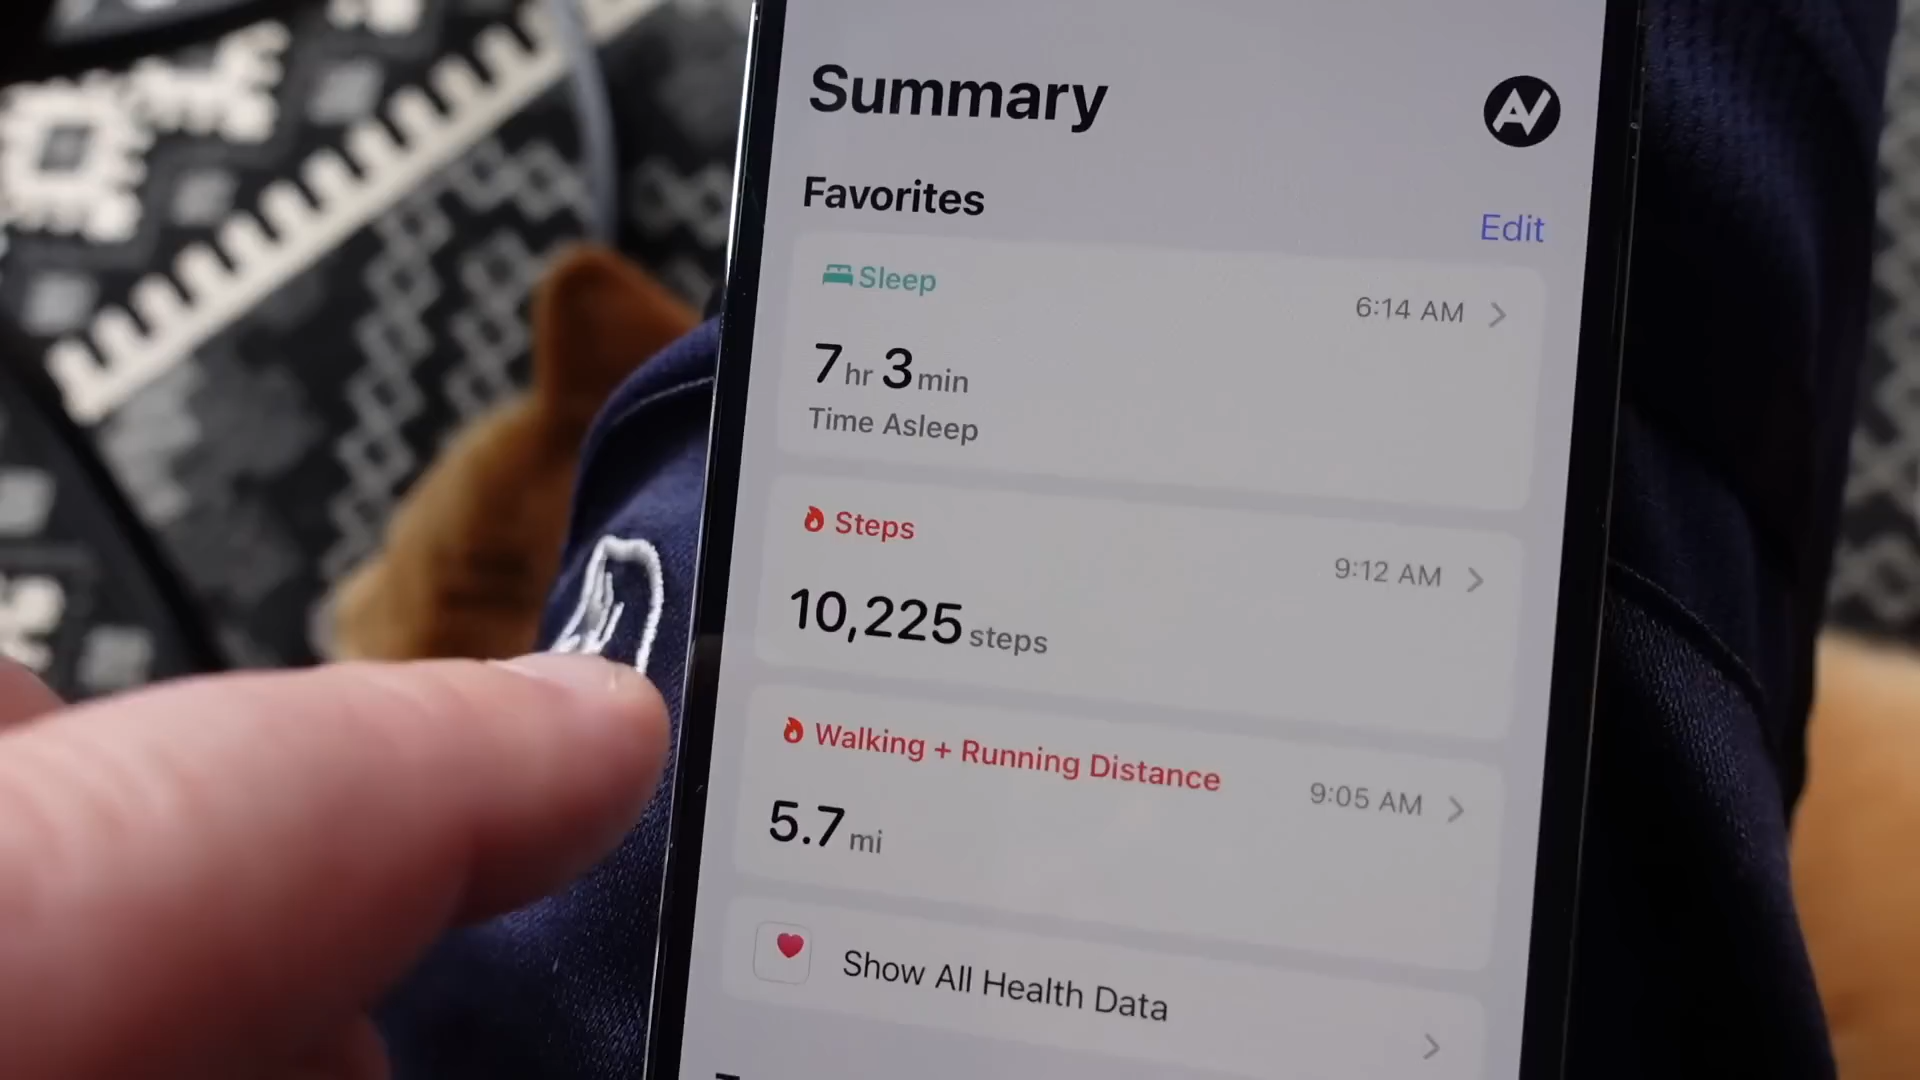 Summary
AV
Favorites
Edit
Sleep
6:14 AM
7 hr 3 min
Time Asleep
Steps
9:12 AM
10,225 steps
Walking + Running Distance
9:05 AM
5.7 mi
Show All Health Data